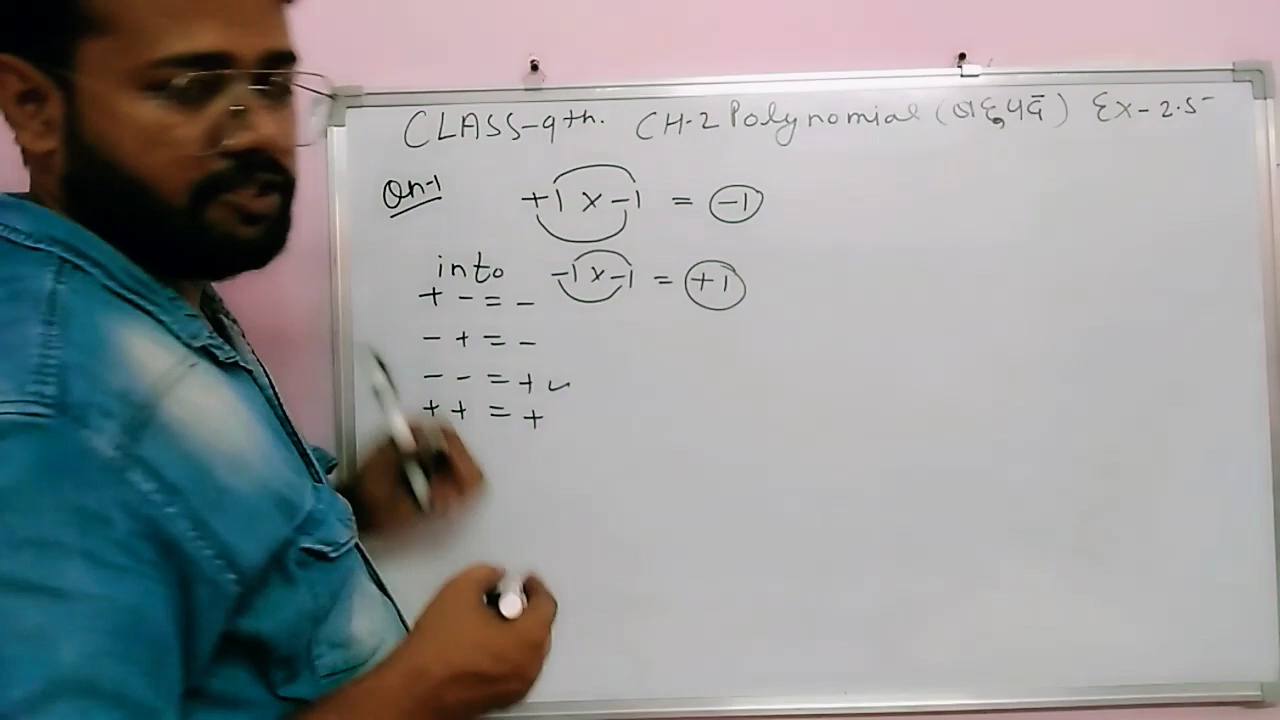 CLASS-9th. CH-2 Polynomial (बहुपद) Ex-2.5
Qn-1 +1 x -1 = -1
into -1 x -1 = +1
+ - = -
- + = -
- - = + ✓
+ + = +